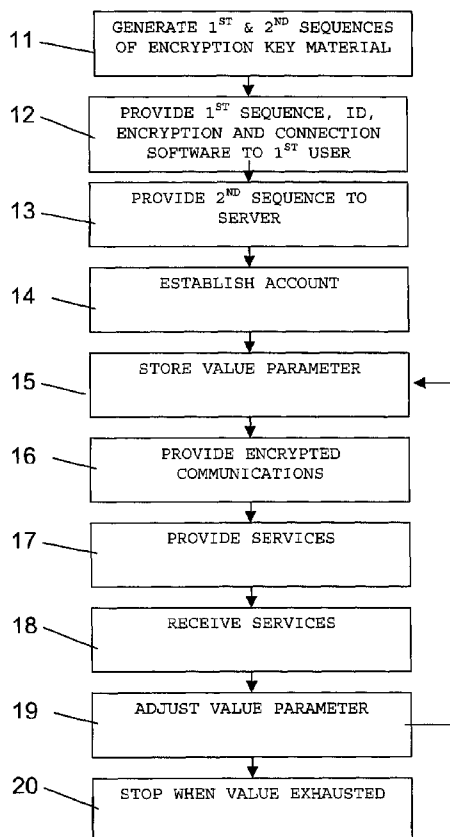 11
GENERATE 1ST & 2ND SEQUENCES
OF ENCRYPTION KEY MATERIAL
12
PROVIDE 1ST SEQUENCE, ID,
ENCRYPTION AND CONNECTION
SOFTWARE TO 1ST USER
13
PROVIDE 2ND SEQUENCE TO
SERVER
14
ESTABLISH ACCOUNT
15
STORE VALUE PARAMETER
16
PROVIDE ENCRYPTED
COMMUNICATIONS
17
PROVIDE SERVICES
18
RECEIVE SERVICES
19
ADJUST VALUE PARAMETER
20
STOP WHEN VALUE EXHAUSTED